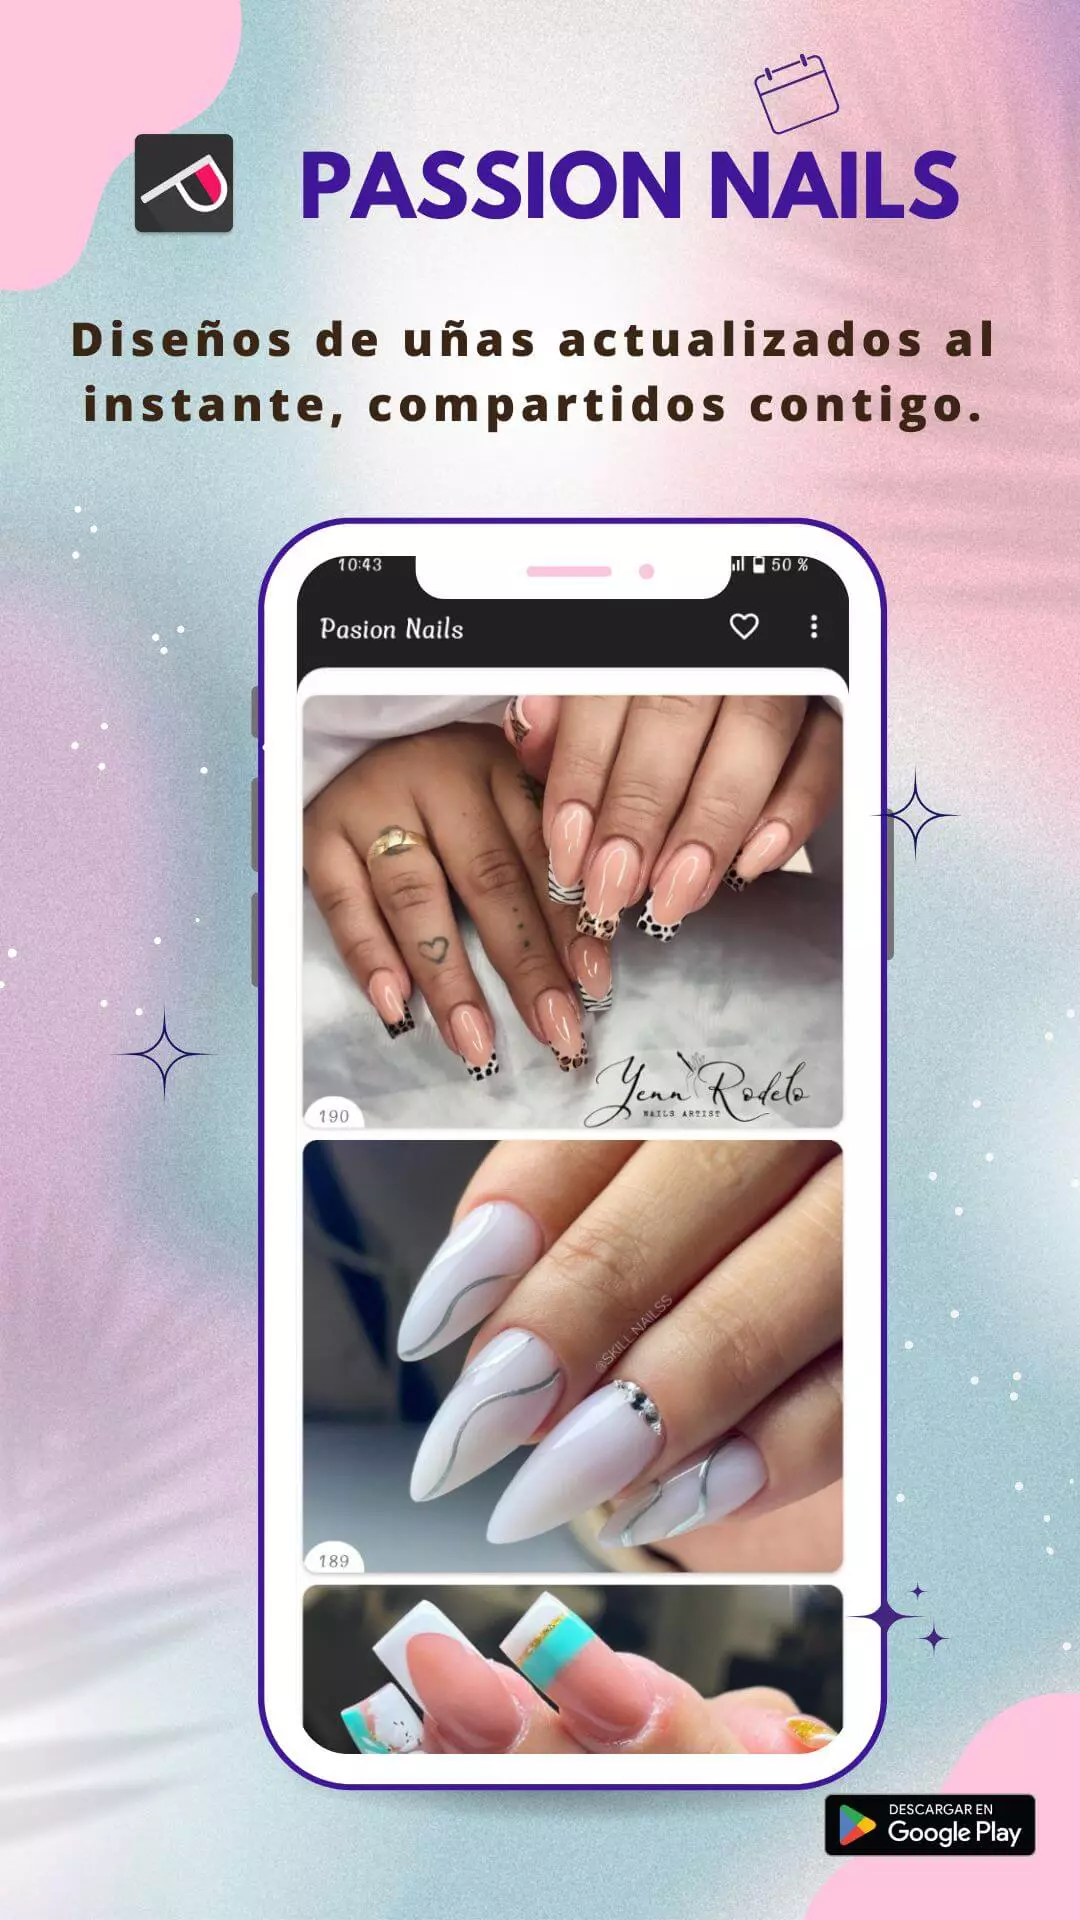 PASSION NAILS
Diseños de uñas actualizados al
instante, compartidos contigo.
10:43
50 %
Pasion Nails
Yenn Rodelo
NAILS ARTIST
190
@SKILL.NAILSS
189
DESCARGAR EN
Google Play